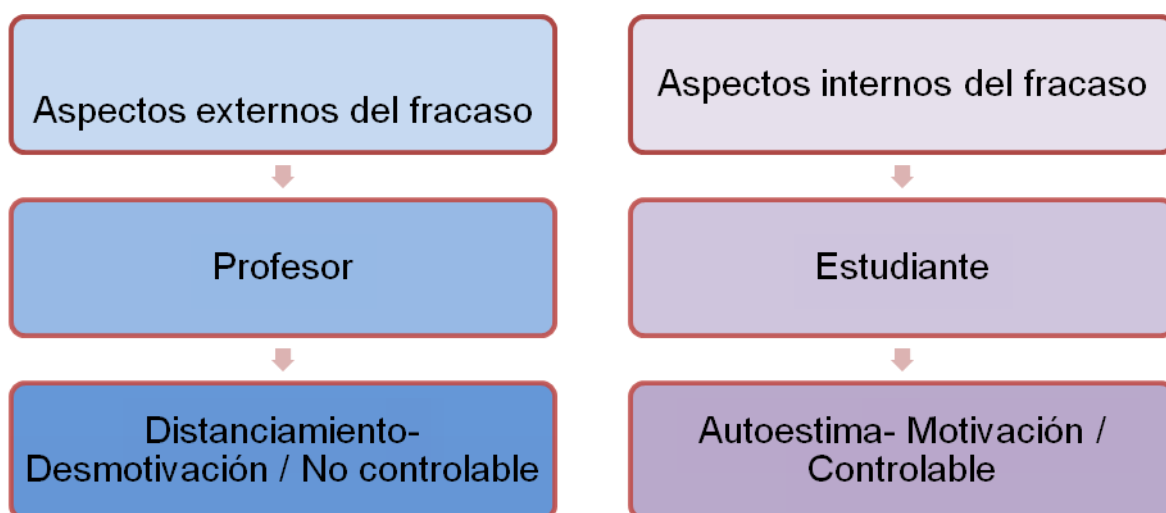 Aspectos externos del fracaso
Profesor
Distanciamiento-
Desmotivación / No controlable
Aspectos internos del fracaso
Estudiante
Autoestima- Motivación /
Controlable